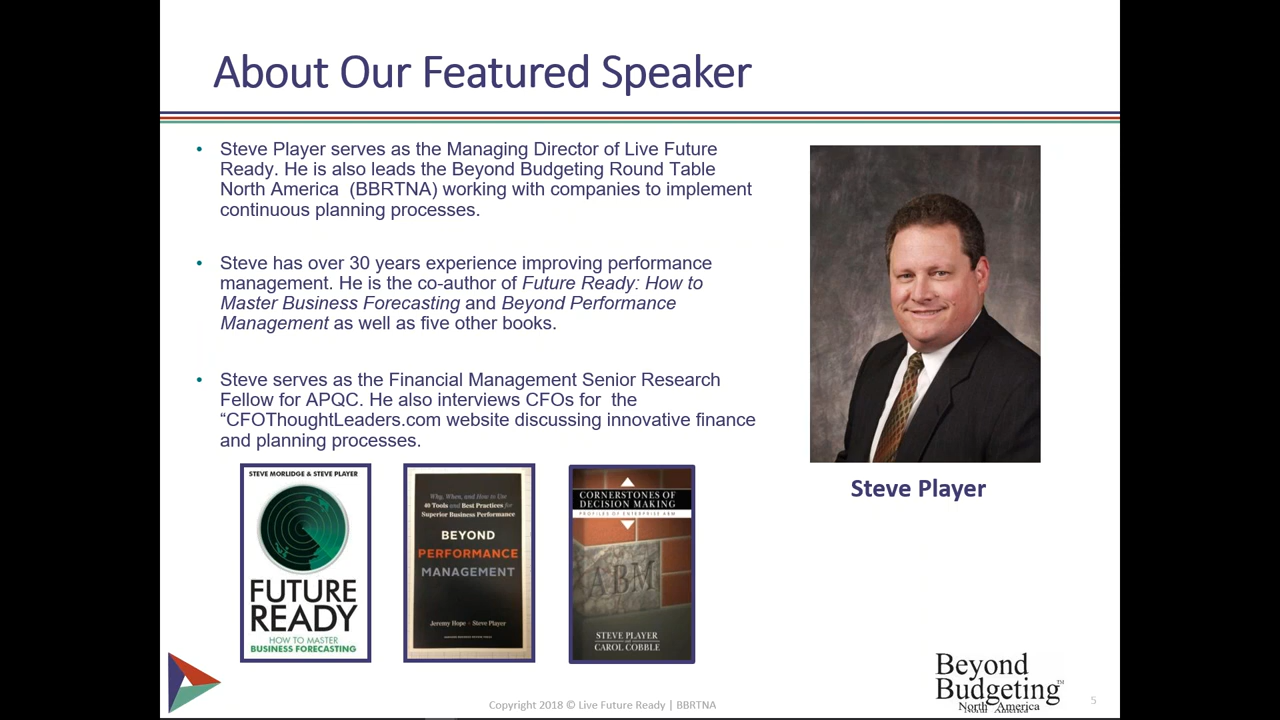 About Our Featured Speaker
• Steve Player serves as the Managing Director of Live Future
Ready. He is also leads the Beyond Budgeting Round Table
North America  (BBRTNA) working with companies to implement
continuous planning processes.
• Steve has over 30 years experience improving performance
management. He is the co-author of Future Ready: How to
Master Business Forecasting and Beyond Performance
Management as well as five other books.
• Steve serves as the Financial Management Senior Research
Fellow for APQC. He also interviews CFOs for  the
“CFOThoughtLeaders.com website discussing innovative finance
and planning processes.
Steve Player
STEVE MORLIDGE & STEVE PLAYER
FUTURE
READY
HOW TO MASTER
BUSINESS FORECASTING
Why, When, and How to Use
40 Tools and Best Practices for
Superior Business Performance
BEYOND
PERFORMANCE
MANAGEMENT
Jeremy Hope • Steve Player
HARVARD BUSINESS REVIEW PRESS
CORNERSTONES OF
DECISION MAKING
PROFILES OF ENTERPRISE ABM
ABM
STEVE PLAYER
CAROL COBBLE
Copyright 2018 © Live Future Ready | BBRTNA
Beyond
Budgeting™
North America
5